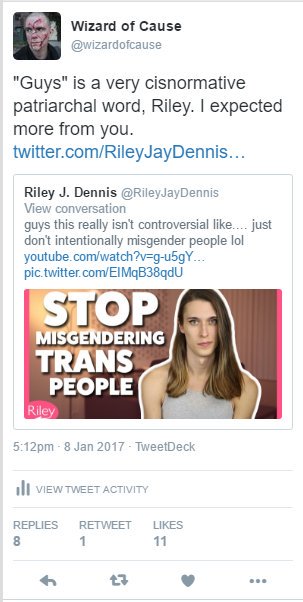 Wizard of Cause
@wizardofcause
"Guys" is a very cisnormative
patriarchal word, Riley. I expected
more from you.
twitter.com/RileyJayDennis…
Riley J. Dennis @RileyJayDennis
View conversation
guys this really isn't controversial like.... just
don't intentionally misgender people lol
youtube.com/watch?v=g-u5gY…
pic.twitter.com/EIMqB38qdU
STOP
MISGENDERING
TRANS
PEOPLE
Riley
5:12pm · 8 Jan 2017 · TweetDeck
VIEW TWEET ACTIVITY
REPLIES RETWEET LIKES
8 1 11